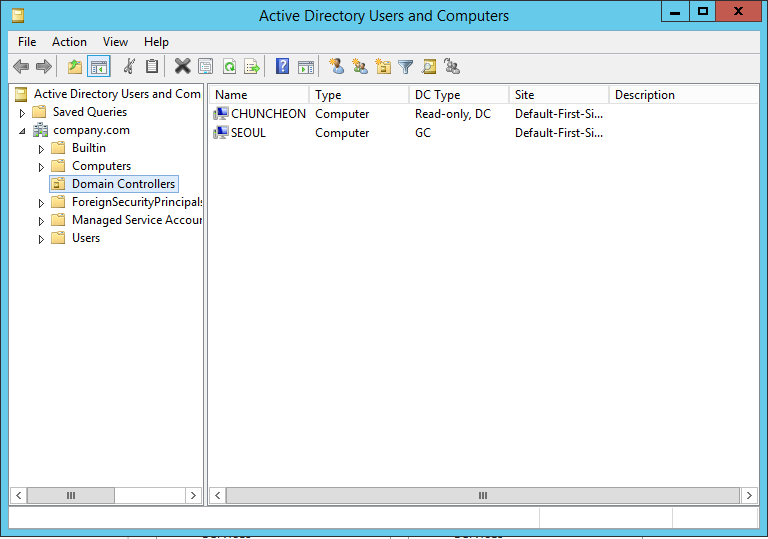 Active Directory Users and Computers
File Action View Help
Active Directory Users and Com
Saved Queries
company.com
Builtin
Computers
Domain Controllers
ForeignSecurityPrincipals
Managed Service Accour
Users
Name Type DC Type Site Description
CHUNCHEON Computer Read-only, DC Default-First-Si...
SEOUL Computer GC Default-First-Si...